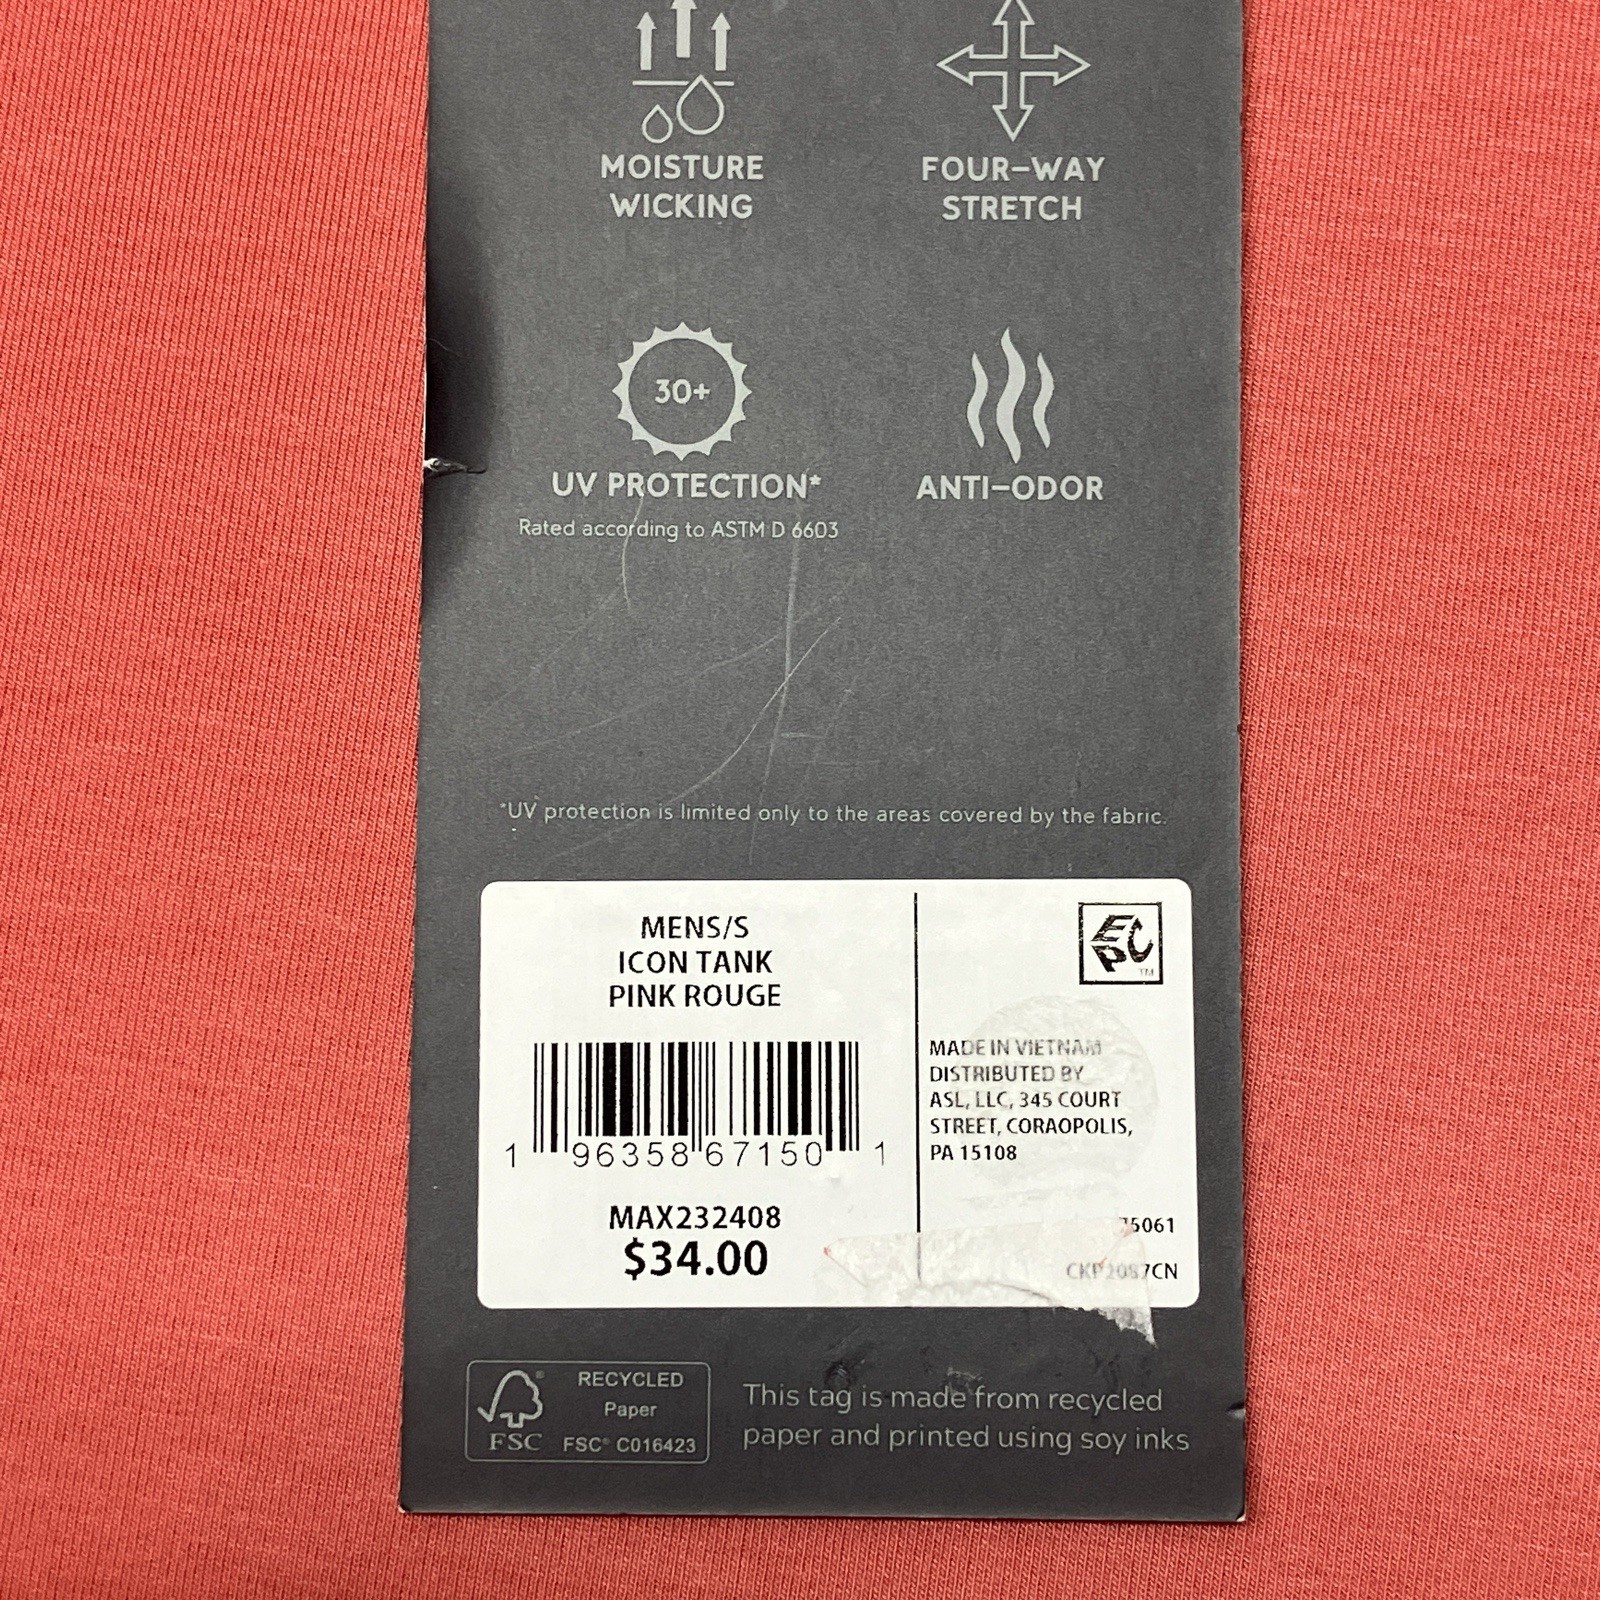 MOISTURE
WICKING
FOUR-WAY
STRETCH
30+
UV PROTECTION*
Rated according to ASTM D 6603
ANTI-ODOR
*UV protection is limited only to the areas covered by the fabric.
MENS/S
ICON TANK
PINK ROUGE
1 96358 67150 1
MAX232408
$34.00
EPC
TM
MADE IN VIETNAM
DISTRIBUTED BY
ASL, LLC, 345 COURT
STREET, CORAOPOLIS,
PA 15108
CKP2087CN
FSC
RECYCLED
Paper
FSC® C016423
This tag is made from recycled
paper and printed using soy inks